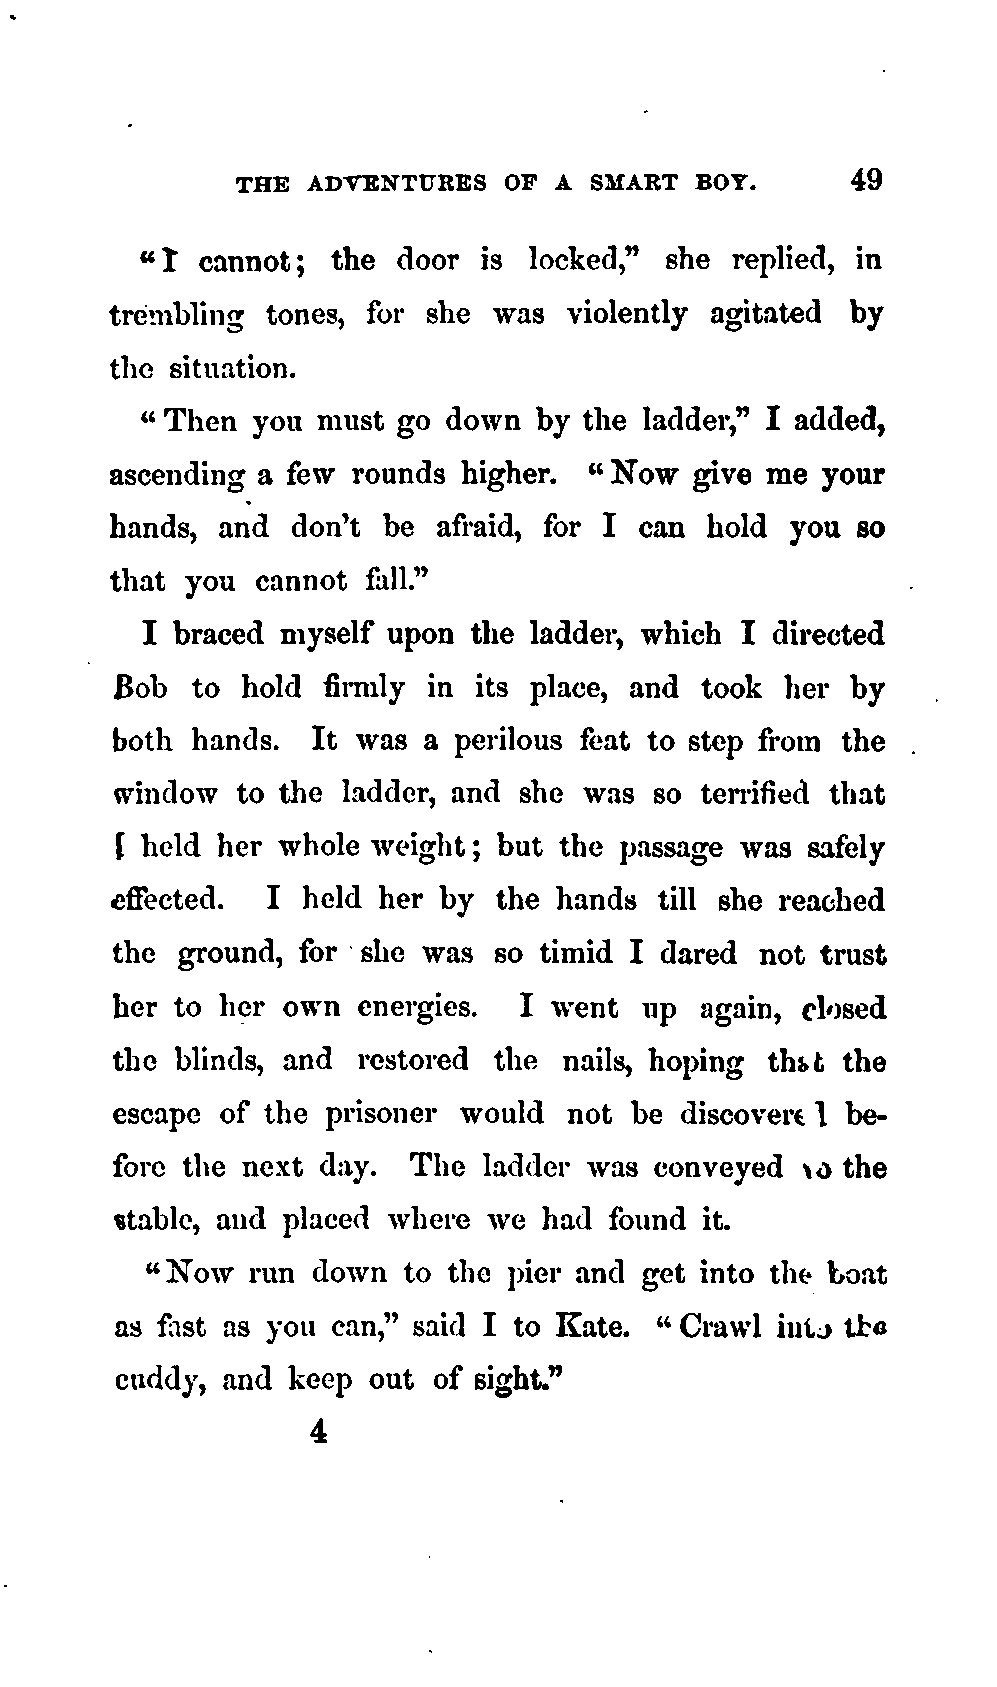 THE ADVENTURES OF A SMART BOY. 49
“I cannot; the door is locked,” she replied, in
trembling tones, for she was violently agitated by
the situation.
“Then you must go down by the ladder,” I added,
ascending a few rounds higher. “Now give me your
hands, and don’t be afraid, for I can hold you so
that you cannot fall.”
I braced myself upon the ladder, which I directed
Bob to hold firmly in its place, and took her by
both hands. It was a perilous feat to step from the
window to the ladder, and she was so terrified that
I held her whole weight; but the passage was safely
effected. I held her by the hands till she reached
the ground, for she was so timid I dared not trust
her to her own energies. I went up again, closed
the blinds, and restored the nails, hoping that the
escape of the prisoner would not be discovered be-
fore the next day. The ladder was conveyed to the
stable, and placed where we had found it.
“Now run down to the pier and get into the boat
as fast as you can,” said I to Kate. “Crawl into the
cuddy, and keep out of sight.”
4